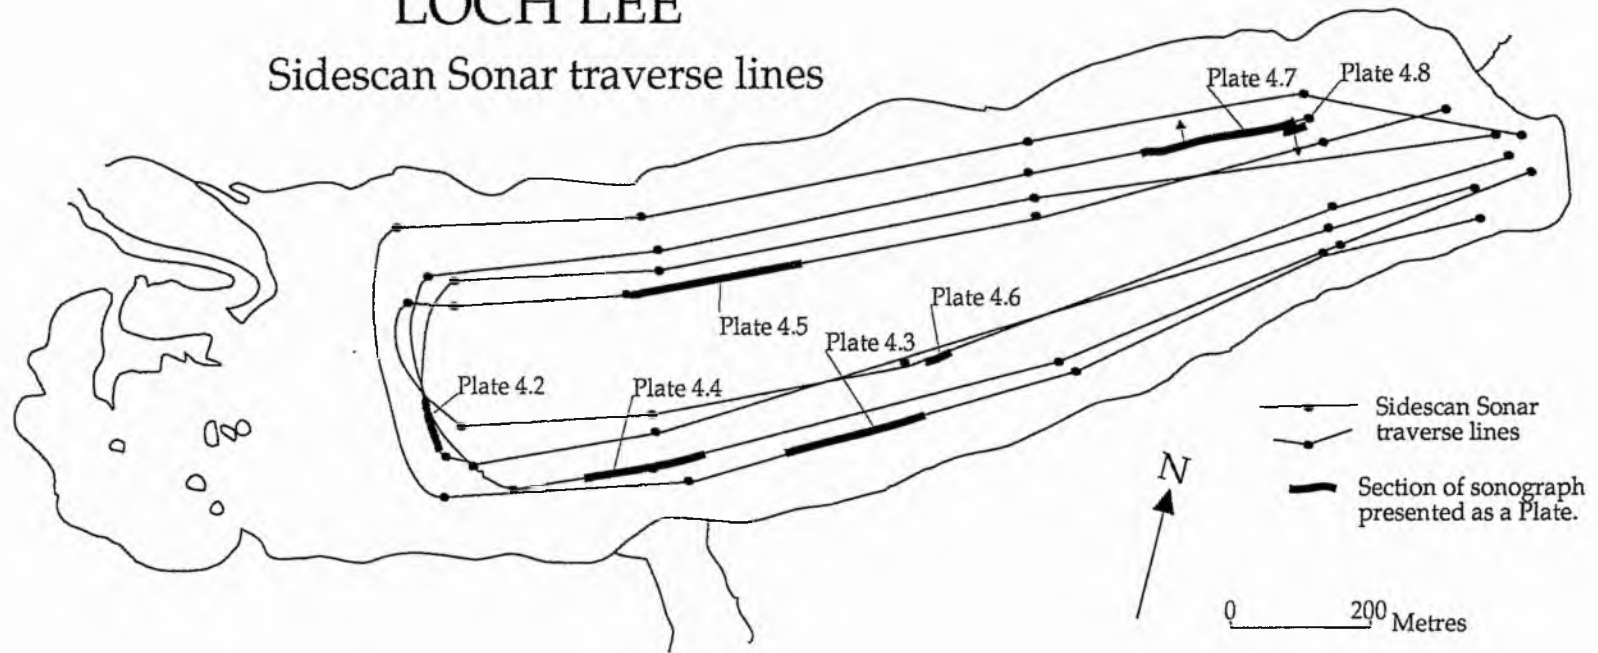 LOCH LEE
Sidescan Sonar traverse lines
Plate 4.7
Plate 4.8
Plate 4.5
Plate 4.6
Plate 4.3
Plate 4.2
Plate 4.4
Sidescan Sonar
traverse lines
N
Section of sonograph
presented as a Plate.
0 200 Metres